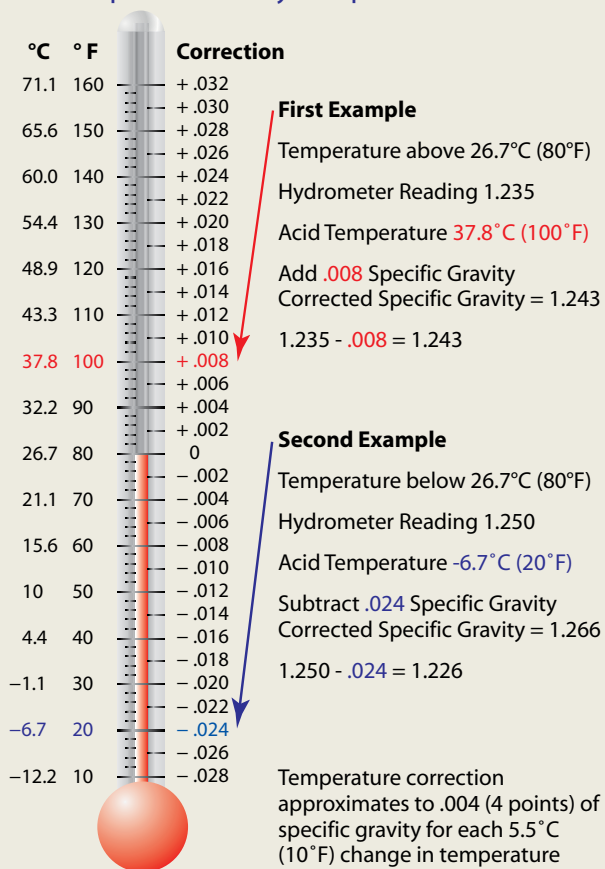 °C ° F Correction
71.1 160 + .032
+ .030
65.6 150 + .028
+ .026
60.0 140 + .024
+ .022
54.4 130 + .020
+ .018
48.9 120 + .016
+ .014
43.3 110 + .012
+ .010
37.8 100 + .008
+ .006
32.2 90 + .004
+ .002
26.7 80 0
− .002
21.1 70 − .004
− .006
15.6 60 − .008
− .010
10 50 − .012
− .014
4.4 40 − .016
− .018
−1.1 30 − .020
− .022
−6.7 20 − .024
− .026
−12.2 10 − .028
First Example
Temperature above 26.7°C (80°F)
Hydrometer Reading 1.235
Acid Temperature 37.8˚C (100˚F)
Add .008 Specific Gravity
Corrected Specific Gravity = 1.243
1.235 - .008 = 1.243
Second Example
Temperature below 26.7°C (80°F)
Hydrometer Reading 1.250
Acid Temperature -6.7˚C (20˚F)
Subtract .024 Specific Gravity
Corrected Specific Gravity = 1.266
1.250 - .024 = 1.226
Temperature correction
approximates to .004 (4 points) of
specific gravity for each 5.5˚C
(10˚F) change in temperature